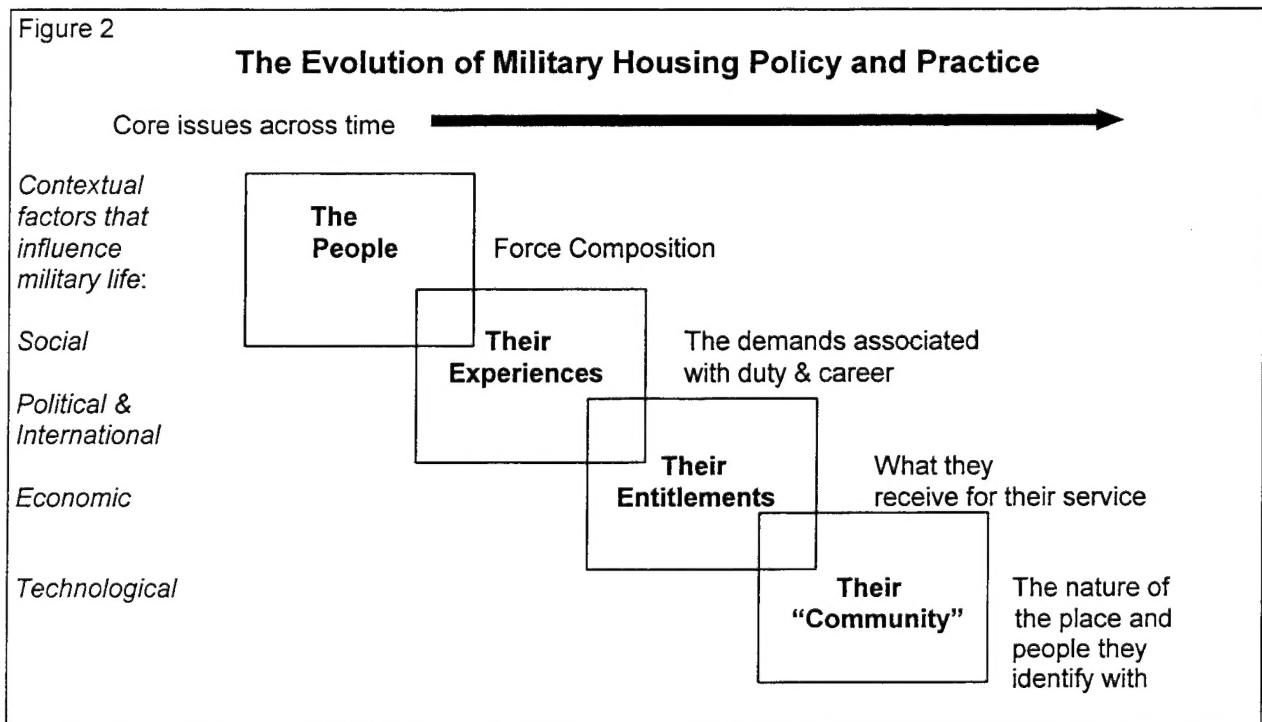 Figure 2
The Evolution of Military Housing Policy and Practice
Core issues across time
Contextual
factors that
influence
military life:
The
People
Force Composition
Social
Their
Experiences
The demands associated
with duty & career
Political &
International
Their
Entitlements
What they
receive for their service
Economic
Technological
Their
“Community”
The nature of
the place and
people they
identify with